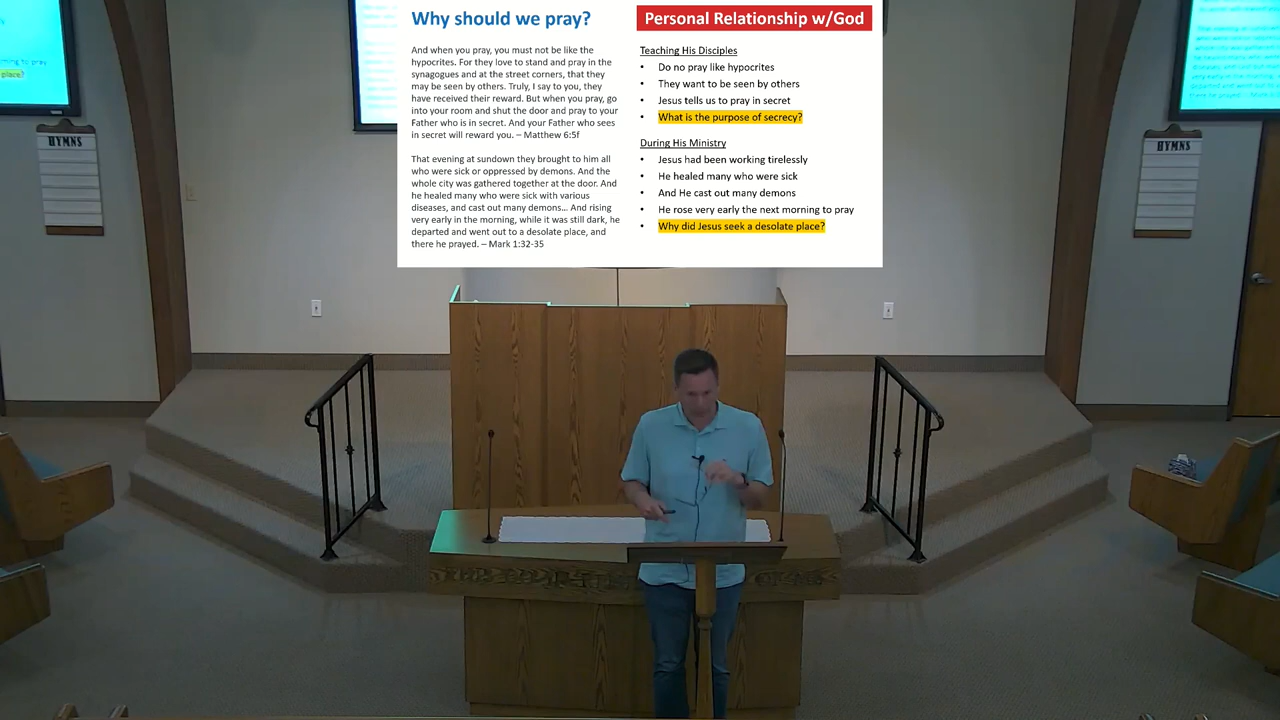 Why should we pray?
And when you pray, you must not be like the
hypocrites. For they love to stand and pray in the
synagogues and at the street corners, that they
may be seen by others. Truly, I say to you, they
have received their reward. But when you pray, go
into your room and shut the door and pray to your
Father who is in secret. And your Father who sees
in secret will reward you. – Matthew 6:5f
That evening at sundown they brought to him all
who were sick or oppressed by demons. And the
whole city was gathered together at the door. And
he healed many who were sick with various
diseases, and cast out many demons... And rising
very early in the morning, while it was still dark, he
departed and went out to a desolate place, and
there he prayed. – Mark 1:32-35
Personal Relationship w/God
Teaching His Disciples
• Do no pray like hypocrites
• They want to be seen by others
• Jesus tells us to pray in secret
• What is the purpose of secrecy?
During His Ministry
• Jesus had been working tirelessly
• He healed many who were sick
• And He cast out many demons
• He rose very early the next morning to pray
• Why did Jesus seek a desolate place?
HYMNS
HYMNS